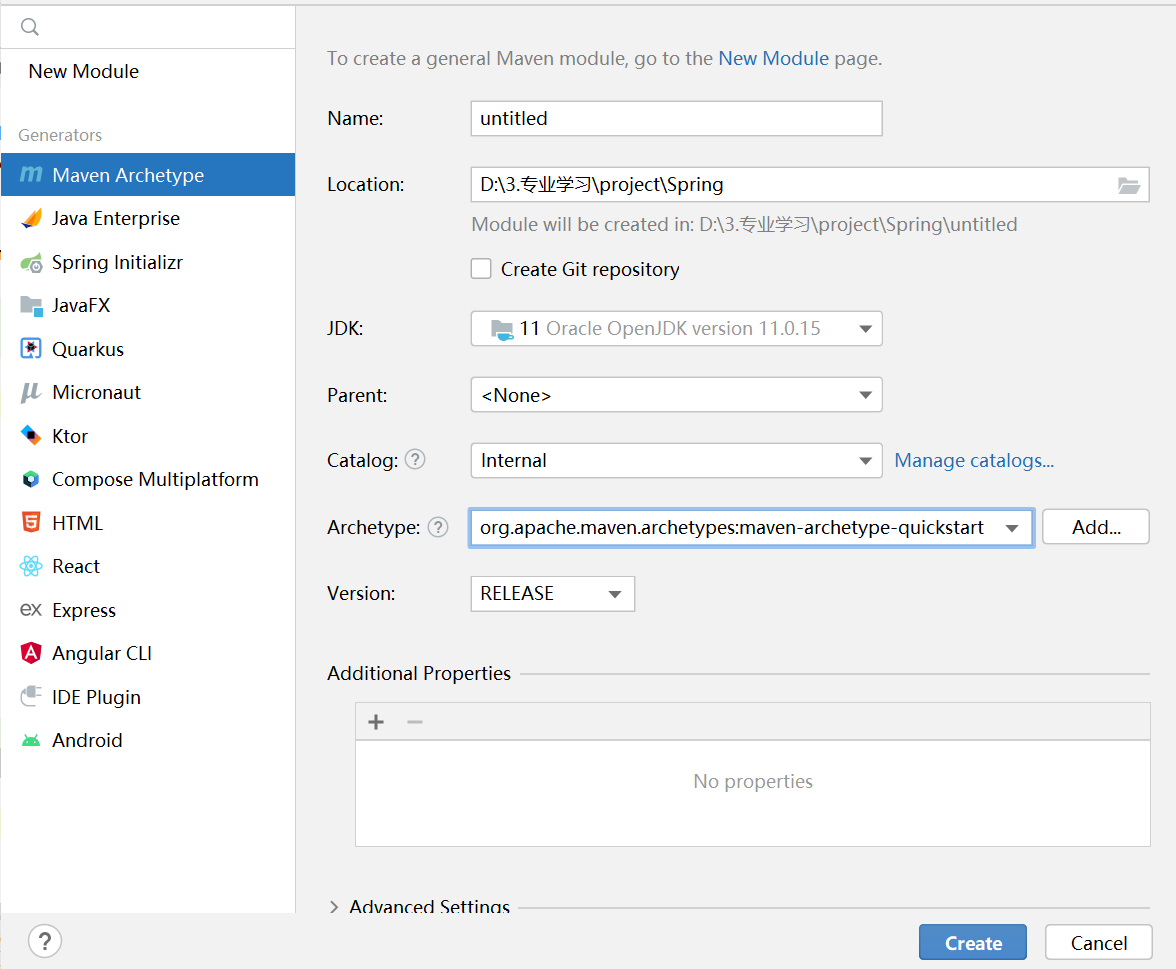 New Module
Generators
Maven Archetype
Java Enterprise
Spring Initializr
JavaFX
Quarkus
Micronaut
Ktor
Compose Multiplatform
HTML
React
Express
Angular CLI
IDE Plugin
Android
To create a general Maven module, go to the New Module page.
Name: untitled
Location: D:\3.专业学习\project\Spring
Module will be created in: D:\3.专业学习\project\Spring\untitled
Create Git repository
JDK: 11 Oracle OpenJDK version 11.0.15
Parent: <None>
Catalog: ? Internal Manage catalogs...
Archetype: ? org.apache.maven.archetypes:maven-archetype-quickstart Add...
Version: RELEASE
Additional Properties
No properties
Advanced Settings
? Create Cancel